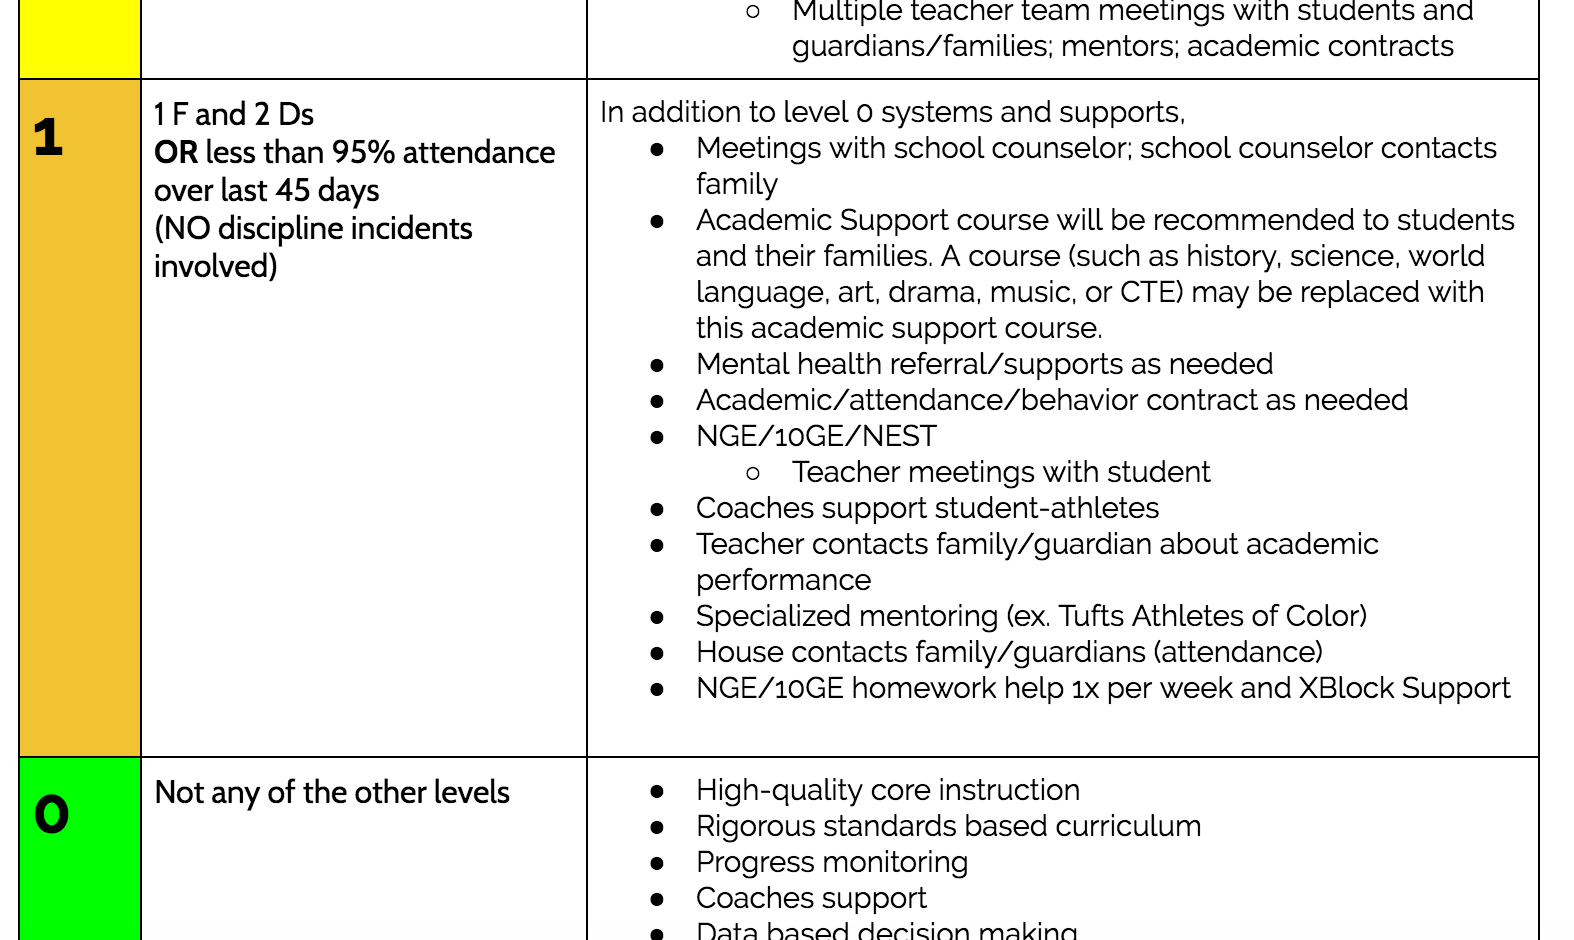 ○ Multiple teacher team meetings with students and
guardians/families; mentors; academic contracts
1
1 F and 2 Ds
OR less than 95% attendance
over last 45 days
(NO discipline incidents
involved)
In addition to level 0 systems and supports,
● Meetings with school counselor; school counselor contacts
family
● Academic Support course will be recommended to students
and their families. A course (such as history, science, world
language, art, drama, music, or CTE) may be replaced with
this academic support course.
● Mental health referral/supports as needed
● Academic/attendance/behavior contract as needed
● NGE/10GE/NEST
○ Teacher meetings with student
● Coaches support student-athletes
● Teacher contacts family/guardian about academic
performance
● Specialized mentoring (ex. Tufts Athletes of Color)
● House contacts family/guardians (attendance)
● NGE/10GE homework help 1x per week and XBlock Support
0
Not any of the other levels
● High-quality core instruction
● Rigorous standards based curriculum
● Progress monitoring
● Coaches support
● Data based decision making